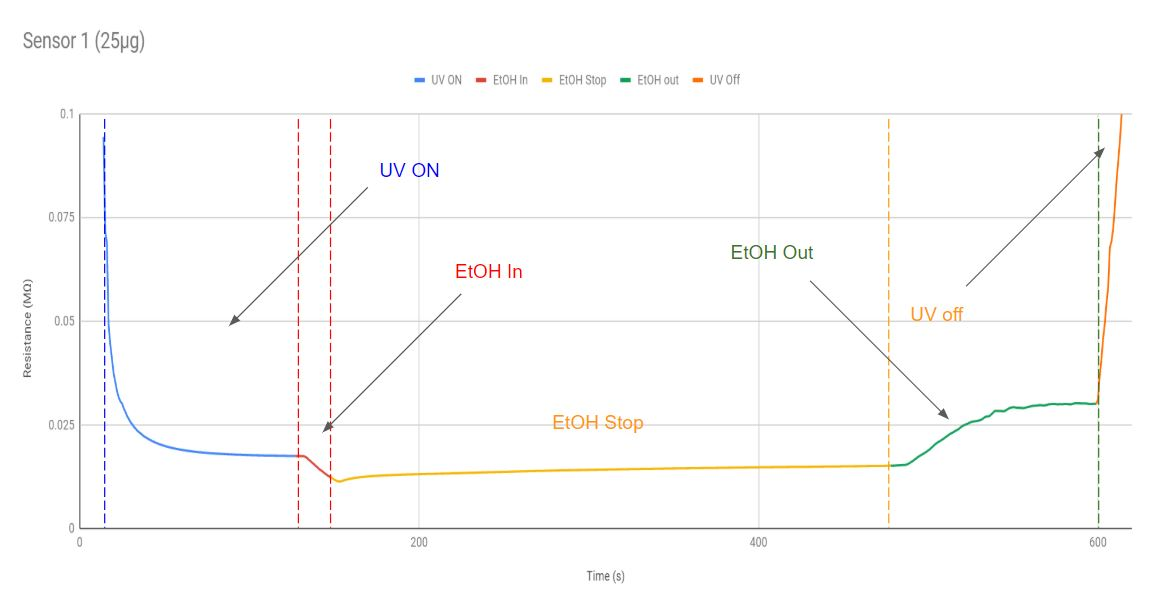 Sensor 1 (25μg)
UV ON EtOH In EtOH Stop EtOH out UV Off
0.1
0.075
0.05
0.025
0
Resistance (MΩ)
UV ON
EtOH In
EtOH Out
UV off
EtOH Stop
0 200 400 600
Time (s)